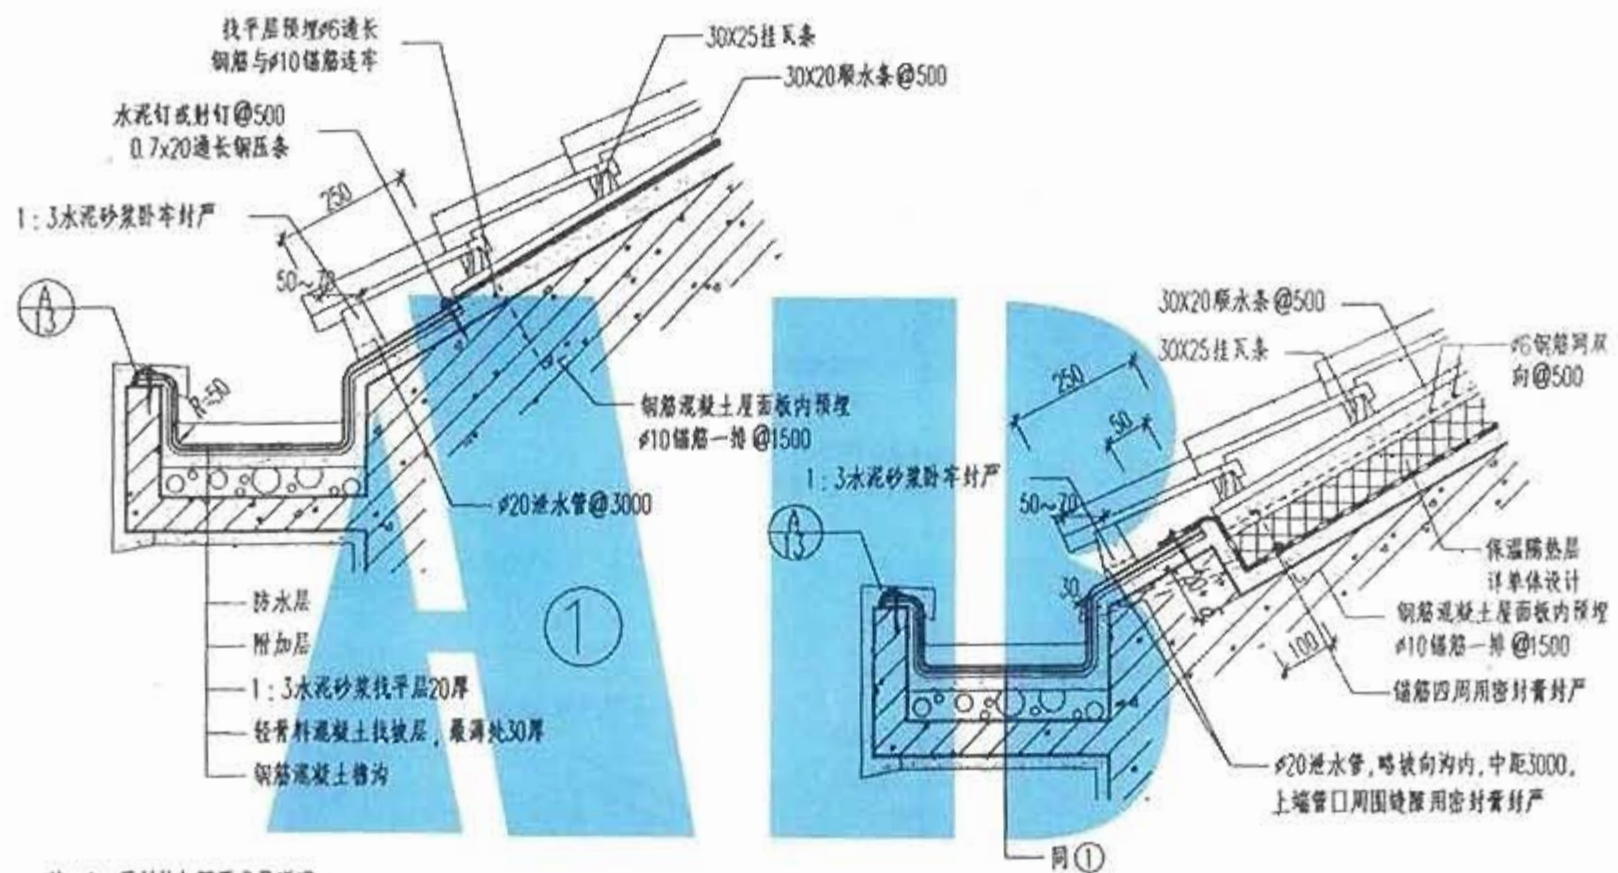 找平层预埋ø6通长
钢筋与ø10锚筋连牢
30X25挂瓦条
30X20顺水条@500
水泥钉或射钉@500
0.7x20通长钢压条
250
1:3水泥砂浆卧牢封严
50~70
A
13
R=50
钢筋混凝土屋面板内预埋
ø10锚筋一排@1500
ø20泄水管@3000
防水层
附加层
1:3水泥砂浆找平层20厚
轻骨料混凝土找坡层,最薄处30厚
钢筋混凝土檐沟
1
30X20顺水条@500
30X25挂瓦条
ø6钢筋网双
向@500
250
50
1:3水泥砂浆卧牢封严
50~70
A
13
30
保温隔热层
详单体设计
钢筋混凝土屋面板内预埋
ø10锚筋一排@1500
100
锚筋四周用密封膏封严
ø20泄水管,略坡向沟内,中距3000,
上端管口周围缝隙用密封膏封严
同①
AIB